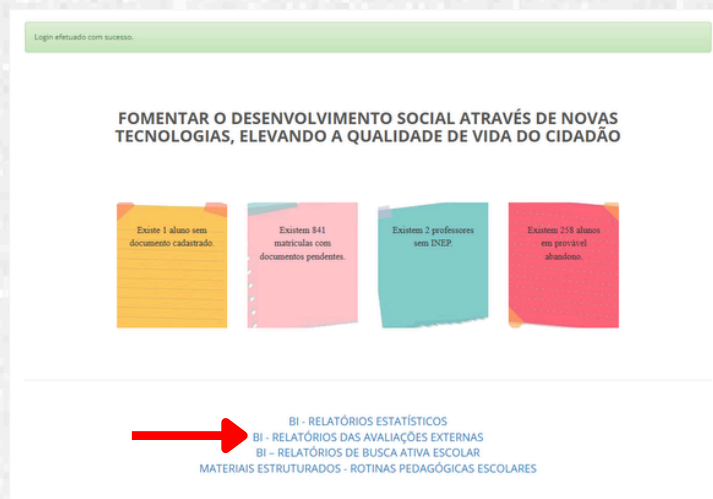 Login efetuado com sucesso.
FOMENTAR O DESENVOLVIMENTO SOCIAL ATRAVÉS DE NOVAS
TECNOLOGIAS, ELEVANDO A QUALIDADE DE VIDA DO CIDADÃO
Existe 1 aluno sem
documento cadastrado.
Existem 841
matrículas com
documentos pendentes.
Existem 2 professores
sem INEP.
Existem 258 alunos
em provável
abandono.
BI - RELATÓRIOS ESTATÍSTICOS
BI - RELATÓRIOS DAS AVALIAÇÕES EXTERNAS
BI – RELATÓRIOS DE BUSCA ATIVA ESCOLAR
MATERIAIS ESTRUTURADOS - ROTINAS PEDAGÓGICAS ESCOLARES